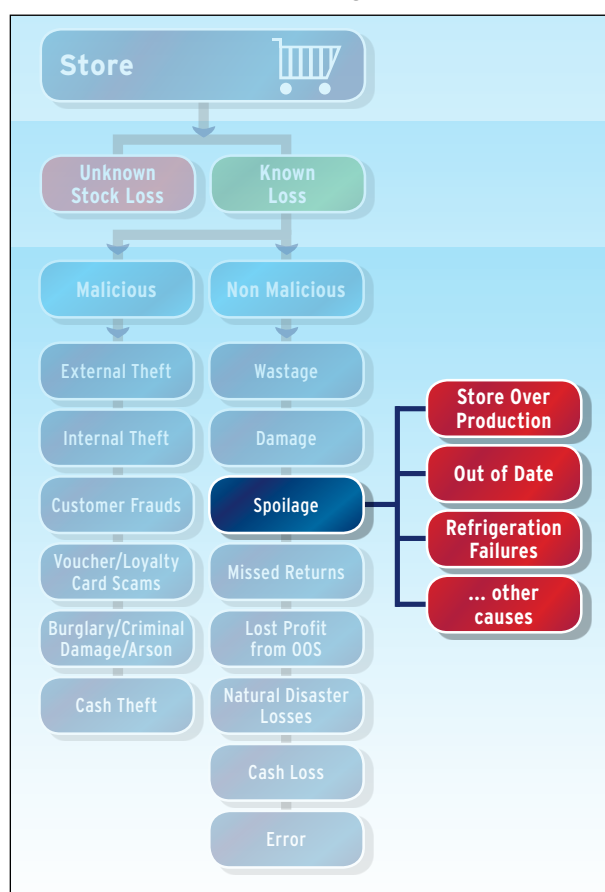 Store
Unknown
Stock Loss
Known
Loss
Malicious
Non Malicious
External Theft
Internal Theft
Customer Frauds
Voucher/Loyalty
Card Scams
Burglary/Criminal
Damage/Arson
Cash Theft
Wastage
Damage
Spoilage
Missed Returns
Lost Profit
from OOS
Natural Disaster
Losses
Cash Loss
Error
Store Over
Production
Out of Date
Refrigeration
Failures
... other
causes